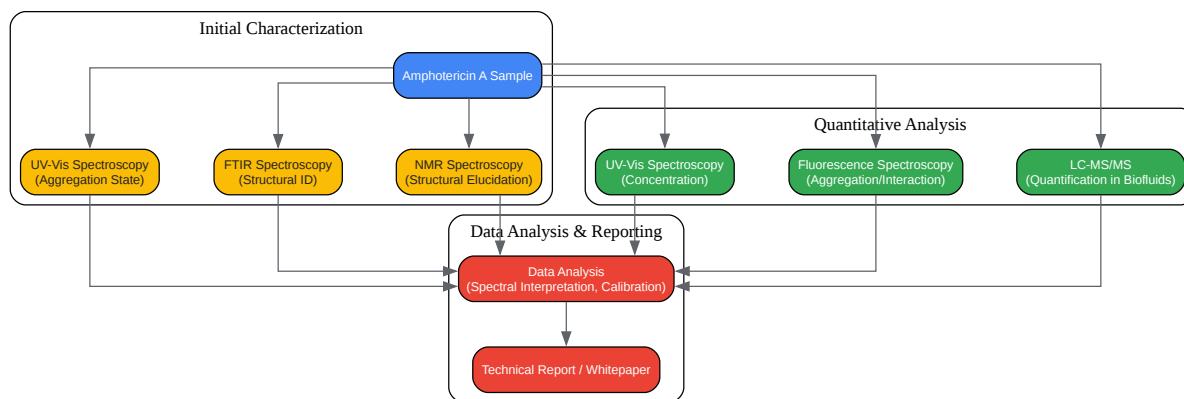 Initial Characterization
Amphotericin A Sample
Quantitative Analysis
UV-Vis Spectroscopy
(Aggregation State)
FTIR Spectroscopy
(Structural ID)
NMR Spectroscopy
(Structural Elucidation)
UV-Vis Spectroscopy
(Concentration)
Fluorescence Spectroscopy
(Aggregation/Interaction)
LC-MS/MS
(Quantification in Biofluids)
Data Analysis & Reporting
Data Analysis
(Spectral Interpretation, Calibration)
Technical Report / Whitepaper